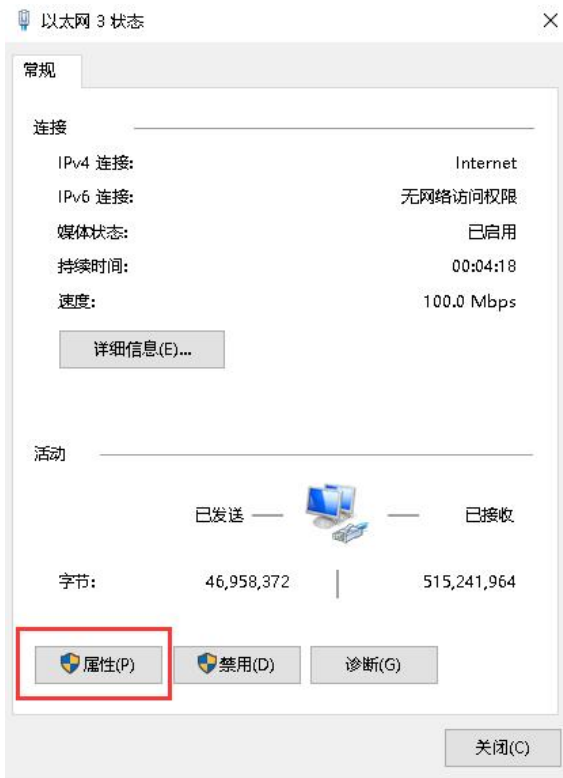 以太网 3 状态
常规
连接
IPv4 连接: Internet
IPv6 连接: 无网络访问权限
媒体状态: 已启用
持续时间: 00:04:18
速度: 100.0 Mbps
详细信息(E)...
活动
已发送 已接收
字节: 46,958,372 515,241,964
属性(P) 禁用(D) 诊断(G)
关闭(C)